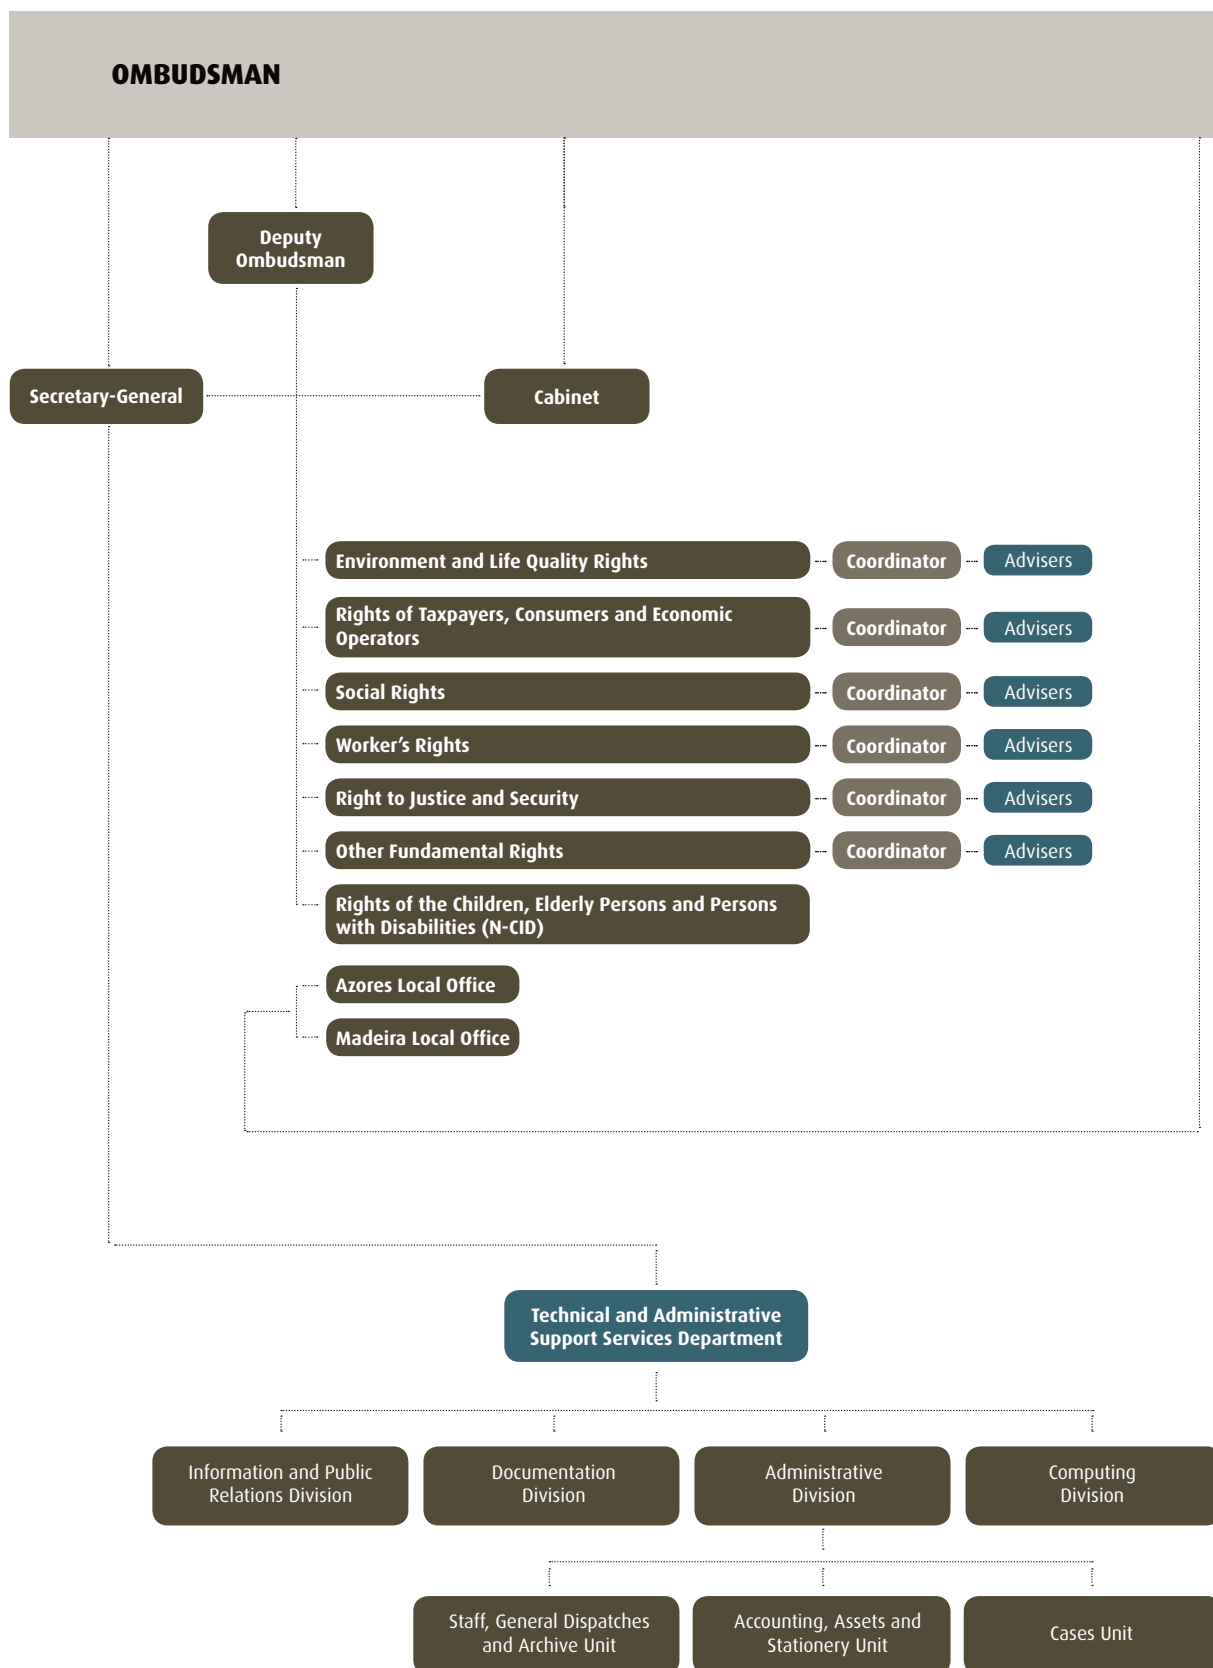 OMBUDSMAN
Deputy
Ombudsman
Secretary-General
Cabinet
Environment and Life Quality Rights
Coordinator
Advisers
Rights of Taxpayers, Consumers and Economic
Operators
Coordinator
Advisers
Social Rights
Coordinator
Advisers
Worker's Rights
Coordinator
Advisers
Right to Justice and Security
Coordinator
Advisers
Other Fundamental Rights
Coordinator
Advisers
Rights of the Children, Elderly Persons and Persons
with Disabilities (N-CID)
Azores Local Office
Madeira Local Office
Technical and Administrative
Support Services Department
Information and Public
Relations Division
Documentation
Division
Administrative
Division
Computing
Division
Staff, General Dispatches
and Archive Unit
Accounting, Assets and
Stationery Unit
Cases Unit